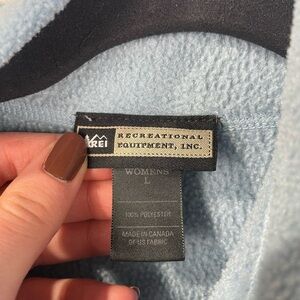 REI
RECREATIONAL
EQUIPMENT, INC.
WOMENS
L
100% POLYESTER
MADE IN CANADA
OF US FABRIC